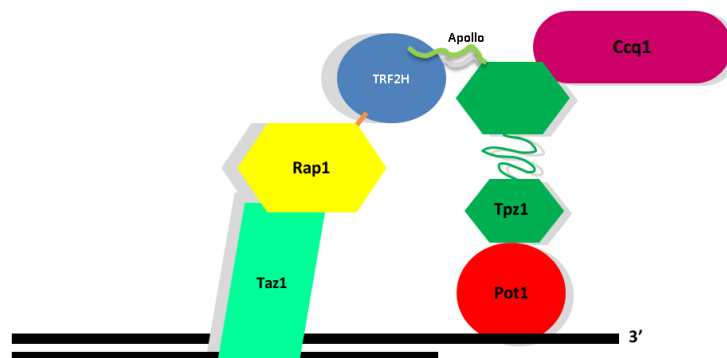 Apollo
Ccq1
TRF2H
Rap1
Tpz1
Taz1
Pot1
3’